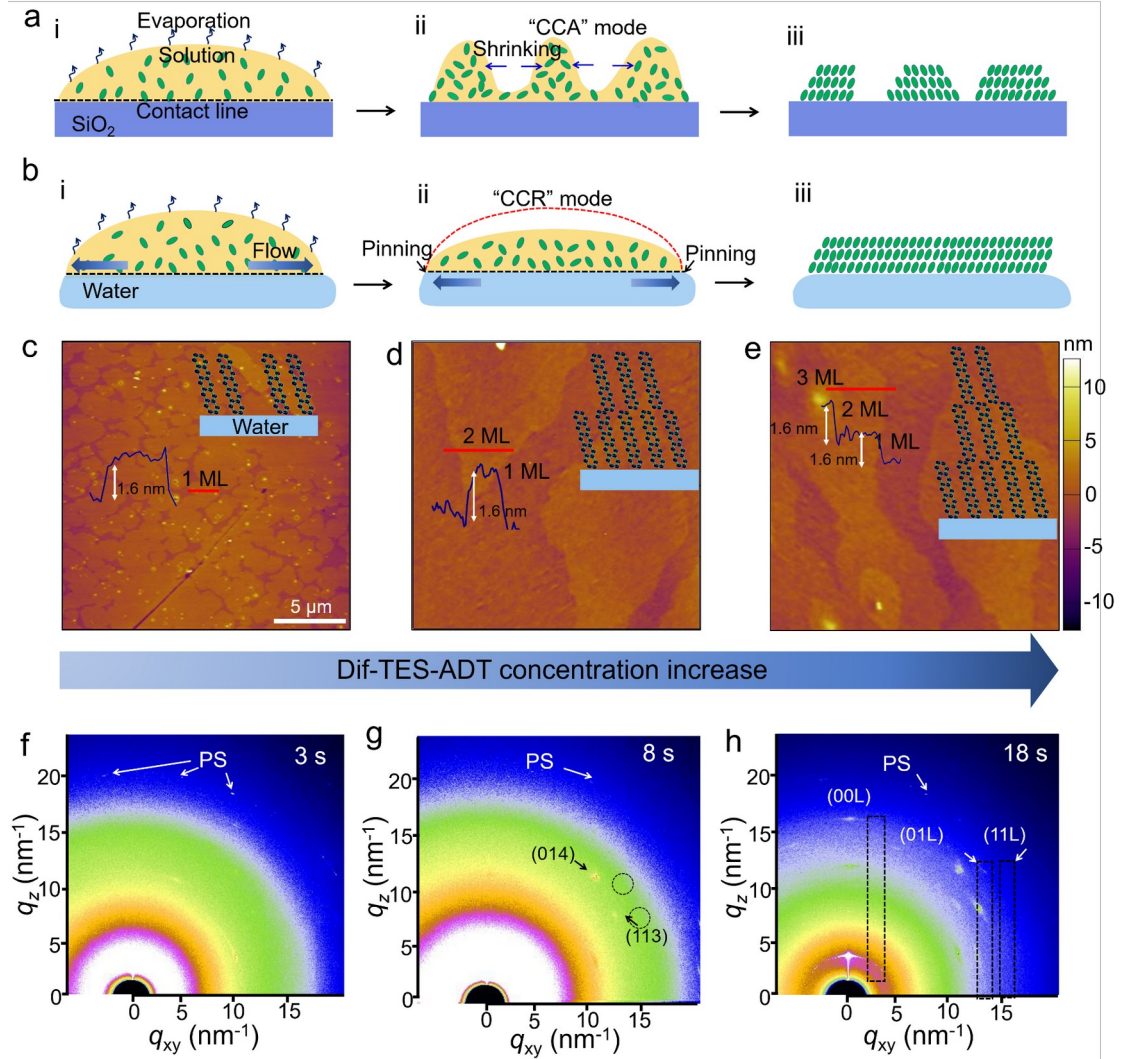 a
i
Evaporation
Solution
Contact line
SiO₂
ii
“CCA” mode
Shrinking
iii
b
i
Flow
Water
ii
“CCR” mode
Pinning
Pinning
iii
c
Water
1 ML
1.6 nm
5 μm
d
2 ML
1 ML
1.6 nm
e
3 ML
2 ML
1 ML
1.6 nm
1.6 nm
nm
10
5
0
-5
-10
Dif-TES-ADT concentration increase
f
PS
3 s
20
15
10
5
0
qz (nm⁻¹)
0
5
10
15
qxy (nm⁻¹)
g
PS
8 s
(014)
(113)
20
15
10
5
0
qz (nm⁻¹)
0
5
10
15
qxy (nm⁻¹)
h
PS
18 s
(00L)
(01L)
(11L)
20
15
10
5
0
qz (nm⁻¹)
0
5
10
15
qxy (nm⁻¹)